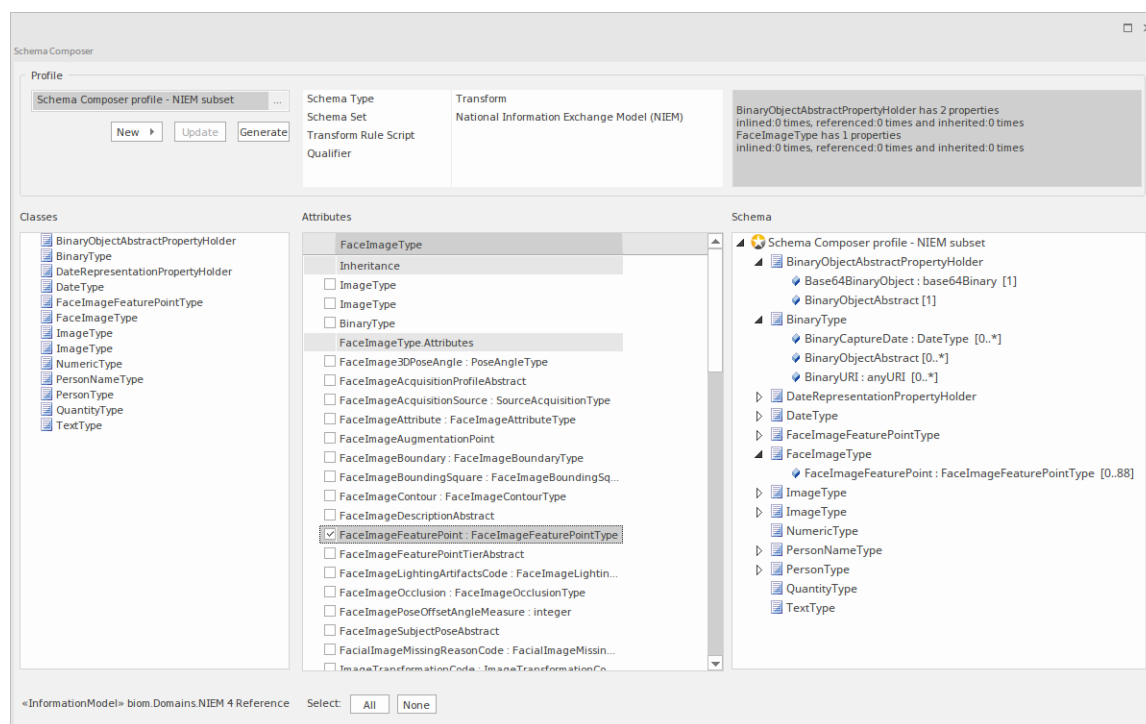 Schema Composer
Profile
Schema Composer profile - NIEM subset
...
New
Update
Generate
Schema Type Transform
Schema Set National Information Exchange Model (NIEM)
Transform Rule Script
Qualifier
BinaryObjectAbstractPropertyHolder has 2 properties
inlined:0 times, referenced:0 times and inherited:0 times
FaceImageType has 1 properties
inlined:0 times, referenced:0 times and inherited:0 times
Classes
BinaryObjectAbstractPropertyHolder
BinaryType
DateRepresentationPropertyHolder
DateType
FaceImageFeaturePointType
FaceImageType
ImageType
ImageType
NumericType
PersonNameType
PersonType
QuantityType
TextType
Attributes
FaceImageType
Inheritance
ImageType
ImageType
BinaryType
FaceImageType.Attributes
FaceImage3DPoseAngle : PoseAngleType
FaceImageAcquisitionProfileAbstract
FaceImageAcquisitionSource : SourceAcquisitionType
FaceImageAttribute : FaceImageAttributeType
FaceImageAugmentationPoint
FaceImageBoundary : FaceImageBoundaryType
FaceImageBoundingSquare : FaceImageBoundingSq...
FaceImageContour : FaceImageContourType
FaceImageDescriptionAbstract
FaceImageFeaturePoint : FaceImageFeaturePointType
FaceImageFeaturePointTierAbstract
FaceImageLightingArtifactsCode : FaceImageLightin...
FaceImageOcclusion : FaceImageOcclusionType
FaceImagePoseOffsetAngleMeasure : integer
FaceImageSubjectPoseAbstract
FacialImageMissingReasonCode : FacialImageMissin...
ImageTransformationCode : ImageTransformationCo...
Schema
Schema Composer profile - NIEM subset
BinaryObjectAbstractPropertyHolder
Base64BinaryObject : base64Binary [1]
BinaryObjectAbstract [1]
BinaryType
BinaryCaptureDate : DateType [0..*]
BinaryObjectAbstract [0..*]
BinaryURI : anyURI [0..*]
DateRepresentationPropertyHolder
DateType
FaceImageFeaturePointType
FaceImageType
FaceImageFeaturePoint : FaceImageFeaturePointType [0..88]
ImageType
ImageType
NumericType
PersonNameType
PersonType
QuantityType
TextType
«InformationModel» biom.Domains.NIEM 4 Reference
Select:
All
None